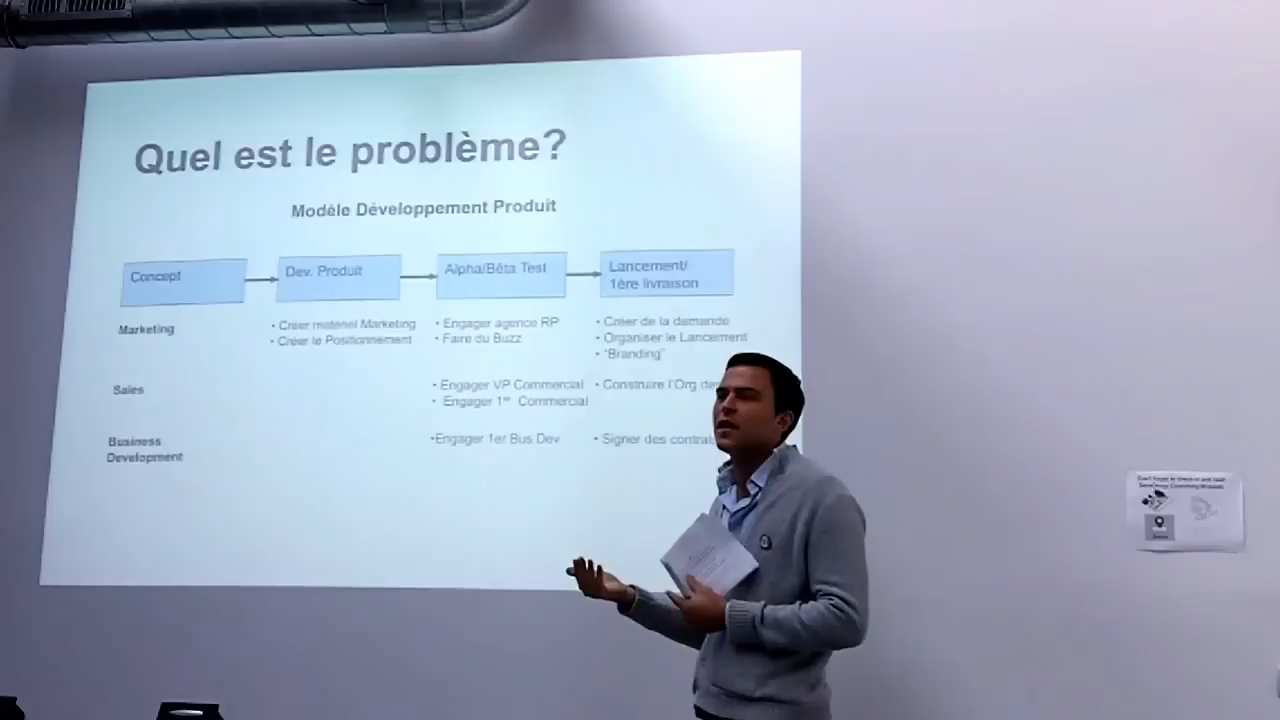 Quel est le problème?
Modèle Développement Produit
Concept
Dev. Produit
Alpha/Bêta Test
Lancement/
1ère livraison
Marketing
• Créer matériel Marketing
• Créer le Positionnement
• Engager agence RP
• Faire du Buzz
• Créer de la demande
• Organiser le Lancement
• "Branding"
Sales
• Engager VP Commercial
• Engager 1er Commercial
• Construire l'Org
Business
Development
•Engager 1er Bus Dev
• Signer des